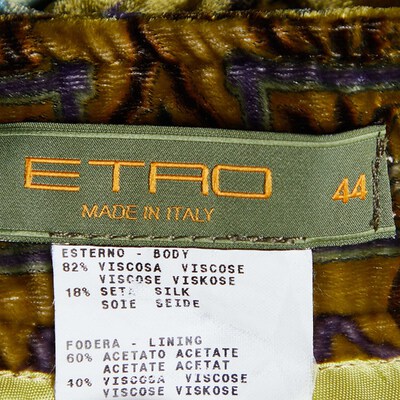 ETRO
44
MADE IN ITALY
ESTERNO - BODY
82% VISCOSA VISCOSE
VISCOSE VISKOSE
18% SETA SILK
SOIE SEIDE
FODERA - LINING
60% ACETATO ACETATE
ACETATE ACETAT
40% VISCOSA VISCOSE
VISCOSE VISKOSE